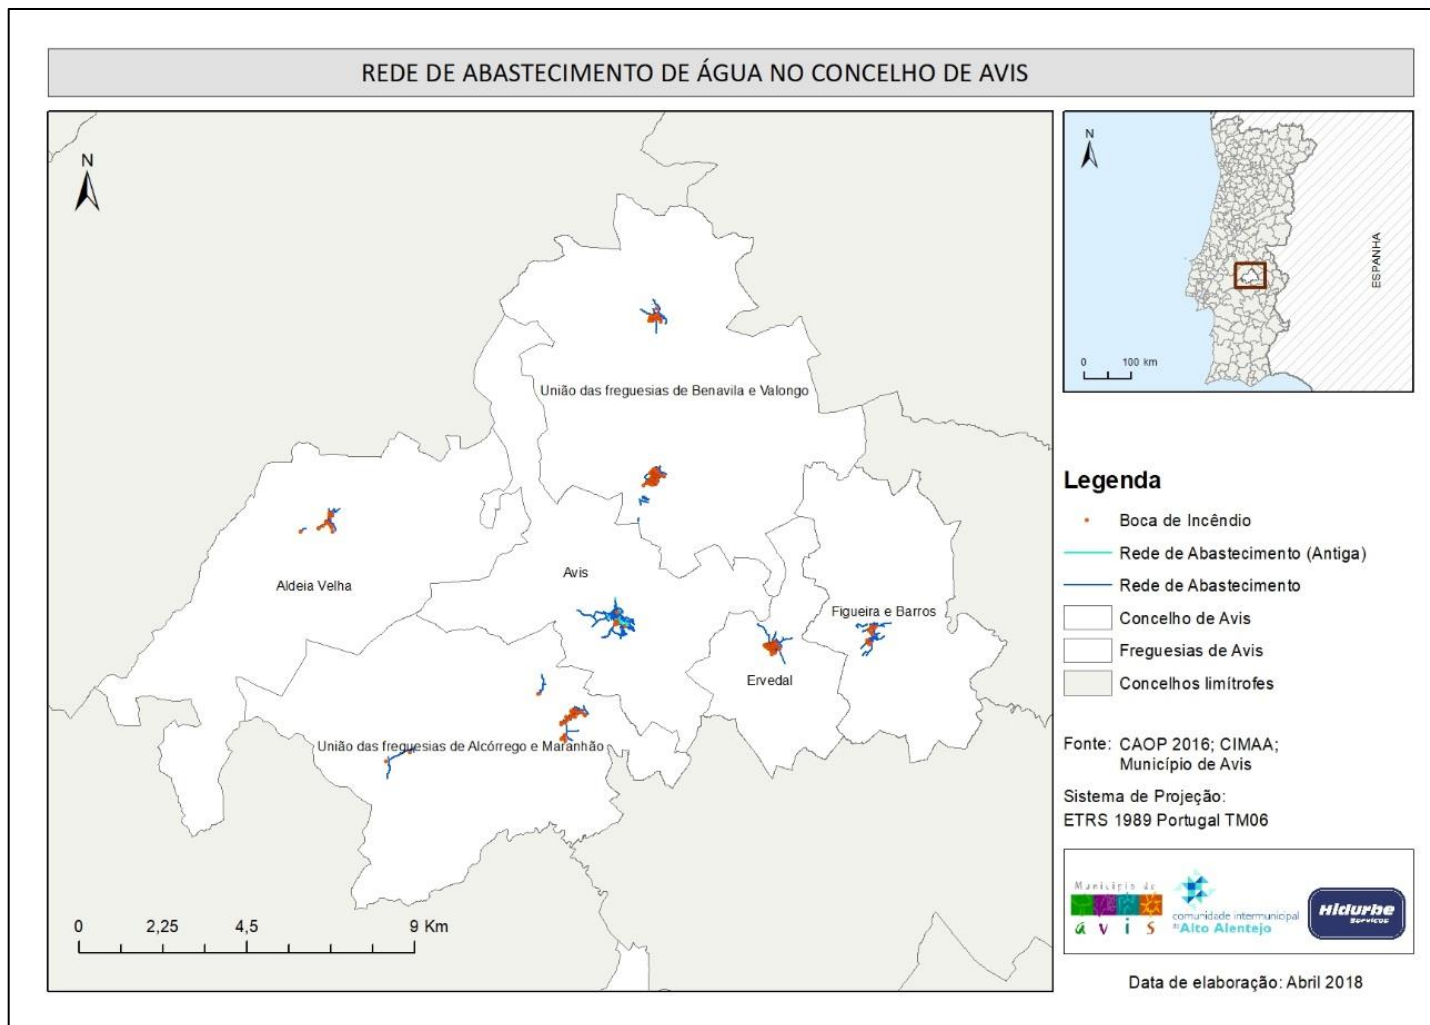 REDE DE ABASTECIMENTO DE ÁGUA NO CONCELHO DE AVIS
N
União das freguesias de Benavila e Valongo
Aldeia Velha
Avis
Figueira e Barros
Ervedal
União das freguesias de Alcórrego e Maranhão
0 2,25 4,5 9 Km
N
ESPANHA
0 100 km
Legenda
Boca de Incêndio
Rede de Abastecimento (Antiga)
Rede de Abastecimento
Concelho de Avis
Freguesias de Avis
Concelhos limítrofes
Fonte: CAOP 2016; CIMAA;
Município de Avis
Sistema de Projeção:
ETRS 1989 Portugal TM06
Município de
avis
comunidade intermunicipal
do Alto Alentejo
Hidurbe
Serviços
Data de elaboração: Abril 2018